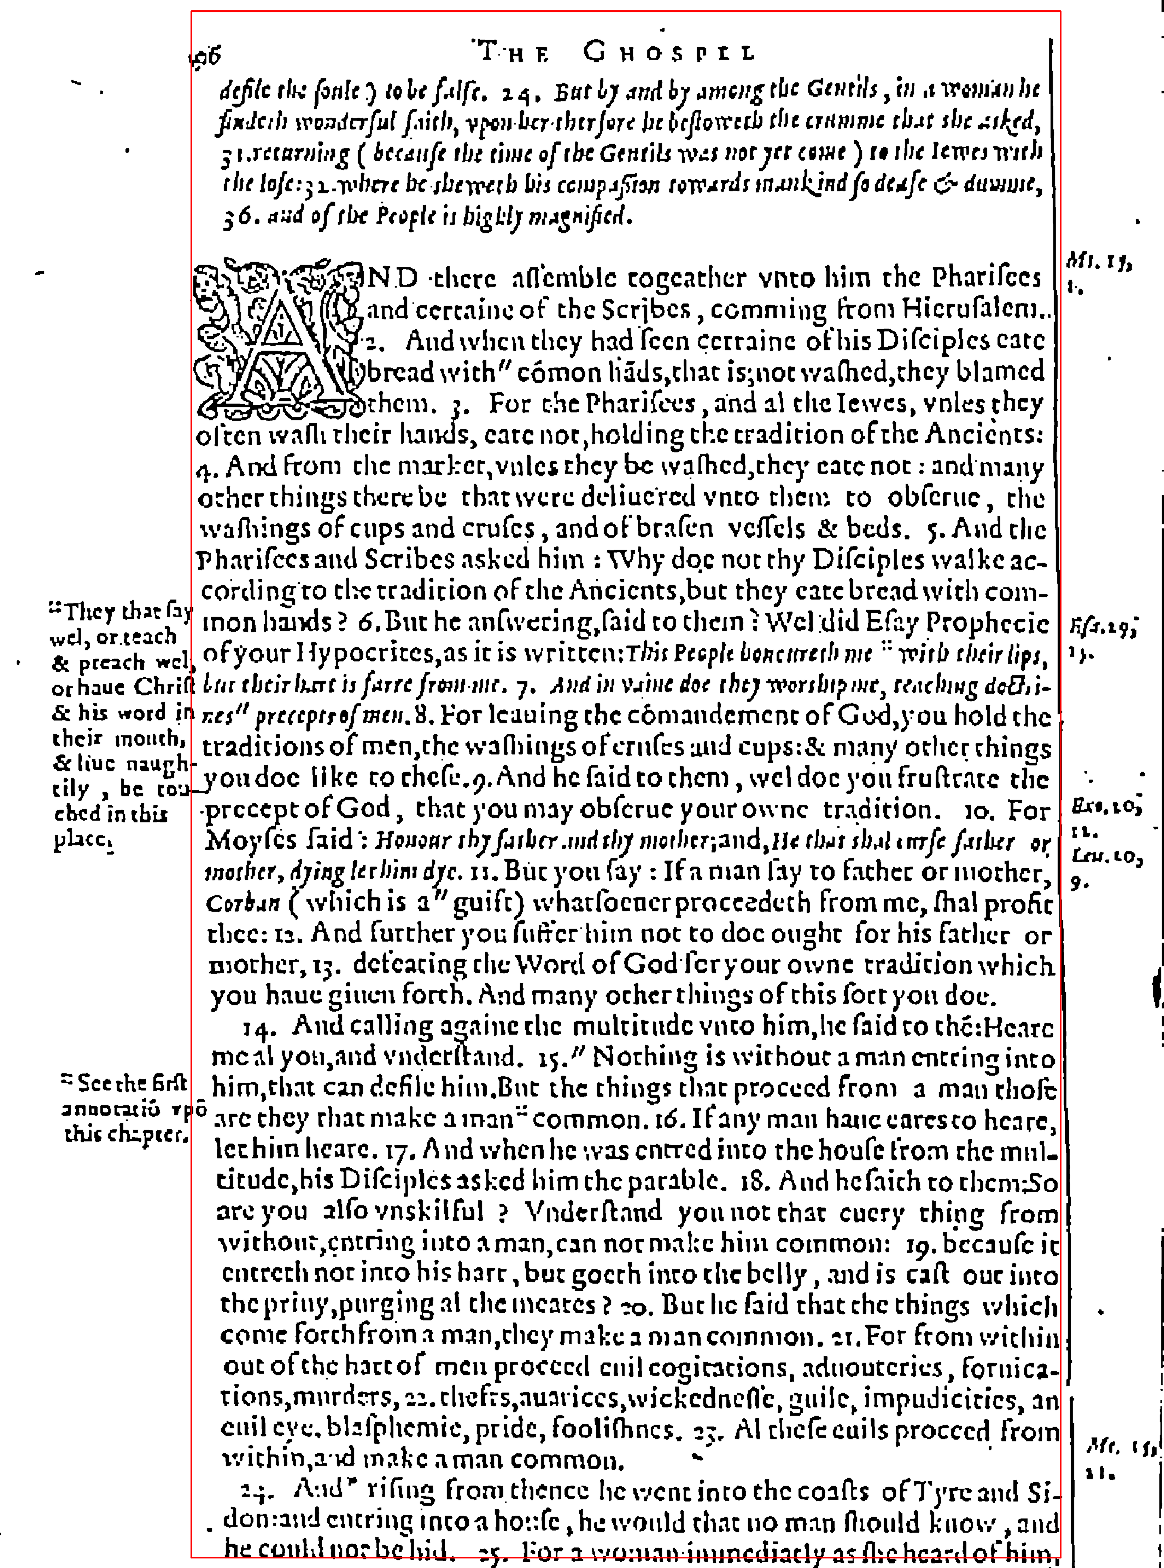 THE GHOSPEL
defile the ſoule) to be falſe. 24. But by and by among the Gentils, in a woman he
findeth wonderful faith, vpon her therfore he beſtoweth the crumme that she asked,
31. returning (becauſe the time of the Gentils was not yet come) to the Iewes with
the loſe: 32. where he sheweth his compaſsion towards mankind ſo deafe & dumme,
36. and of the People is highly magnified.
AND there aſſemble togeather vnto him the Phariſees
and certaine of the Scribes, comming from Hieruſalem.
2. And when they had ſeen certaine of his Diſciples eate
bread with" cómon hãds, that is, not waſhed, they blamed
them. 3. For the Phariſees, and al the Iewes, vnles they
often waſh their hands, eate not, holding the tradition of the Ancients:
4. And from the market, vnles they be waſhed, they eate not: and many
other things there be that were deliuered vnto them to obſerue, the
waſhings of cups and cruſes, and of braſen veſſels & beds. 5. And the
Phariſees and Scribes asked him: Why doe not thy Diſciples walke ac-
cording to the tradition of the Ancients, but they eate bread with com-
mon hands? 6. But he anſwering, ſaid to them: Wel did Eſay Prophecie
of your Hypocrites, as it is written: This People honoureth me :: with their lips,
but their hart is farre from me. 7. And in vaine doe they worship me, teaching doctri-
nes" precepts of men. 8. For leauing the cómandement of God, you hold the
traditions of men, the waſhings of cruſes and cups: & many other things
you doe like to theſe. 9. And he ſaid to them, wel doe you fruſtrate the
precept of God, that you may obſerue your owne tradition. 10. For
Moyſes ſaid: Honour thy father and thy mother; and, He that shal curſe father or
mother, dying let him dye. 11. But you ſay: If a man ſay to father or mother,
Corban (which is a" guift) whatſoeuer proceedeth from me, ſhal profit
thee: 12. And further you ſuffer him not to doe ought for his father or
mother, 13. defeating the Word of God for your owne tradition which
you haue giuen forth. And many other things of this ſort you doe.
14. And calling againe the multitude vnto him, he ſaid to thé: Heare
me al you, and vnderſtand. 15." Nothing is without a man entring into
him, that can defile him. But the things that proceed from a man thoſe
are they that make a man :: common. 16. If any man haue eares to heare,
let him heare. 17. And when he was entred into the houſe from the mul-
titude, his Diſciples asked him the parable. 18. And he ſaith to them: So
are you alſo vnskilful? Vnderſtand you not that euery thing from
without, entring into a man, can not make him common: 19. becauſe it
entreth not into his hart, but goeth into the belly, and is caſt out into
the priuy, purging al the meates? 20. But he ſaid that the things which
come forth from a man, they make a man common. 21. For from within
out of the hart of men proceed euil cogitations, aduouteries, fornica-
tions, murders, 22. thefts, auarices, wickedneſſe, guile, impudicities, an
euil eye, blaſphemie, pride, fooliſhnes. 23. Al theſe euils proceed from
within, and make a man common.
24. And" riſing from thence he went into the coaſts of Tyre and Si-
don: and entring into a houſe, he would that no man ſhould know, and
he could not be hid. 25. For a woman immediatly as ſhe heard of him,
:: They that ſay
wel, or teach
& preach wel,
or haue Chriſt
& his word in
their mouth,
& liue naugh-
tily, be tou-
ched in this
place.
:: See the firſt
annotatió vpõ
this chapter.
Mt. 15,
1.
Eſa. 29,
13.
Exo. 20,
12.
Leu. 20,
9.
Mt. 15,
21.